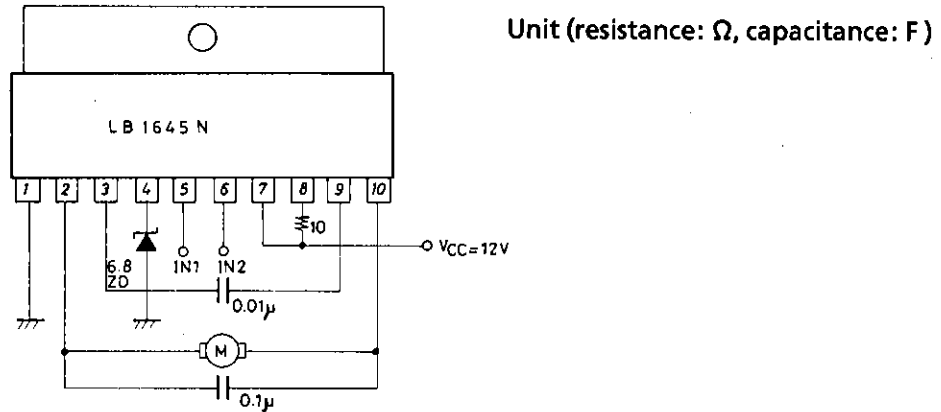 Unit (resistance: Ω, capacitance: F)
LB1645N
1 2 3 4 5 6 7 8 9 10
10
VCC=12V
6.8
ZD
IN1
IN2
0.01μ
M
0.1μ